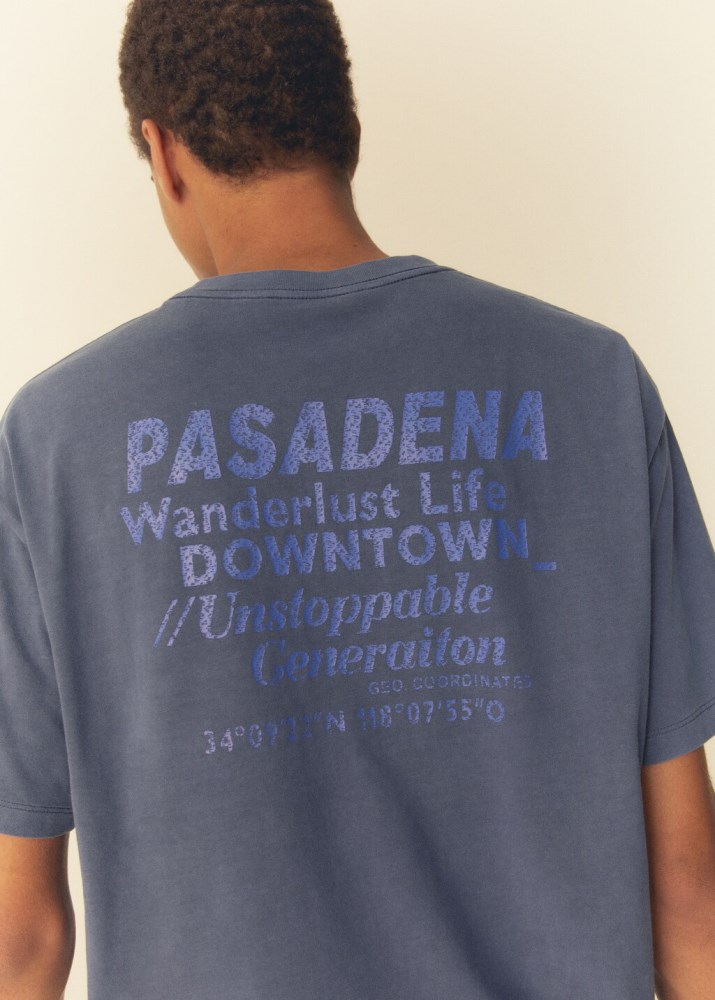 PASADENA
Wanderlust Life
DOWNTOWN_
//Unstoppable
Generaiton
GEO. COORDINATES
118°07'55"O